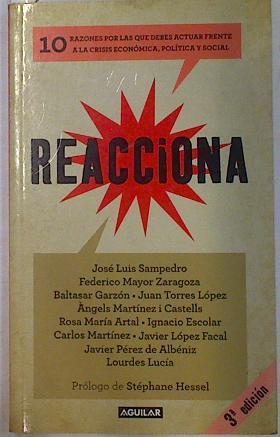 10 RAZONES POR LAS QUE DEBES ACTUAR FRENTE
A LA CRISIS ECONÓMICA, POLÍTICA Y SOCIAL
REACCiONA
José Luis Sampedro
Federico Mayor Zaragoza
Baltasar Garzón • Juan Torres López
Àngels Martínez i Castells
Rosa María Artal • Ignacio Escolar
Carlos Martínez • Javier López Facal
Javier Pérez de Albéniz
Lourdes Lucía
3ª edición
Prólogo de Stéphane Hessel
AGUILAR